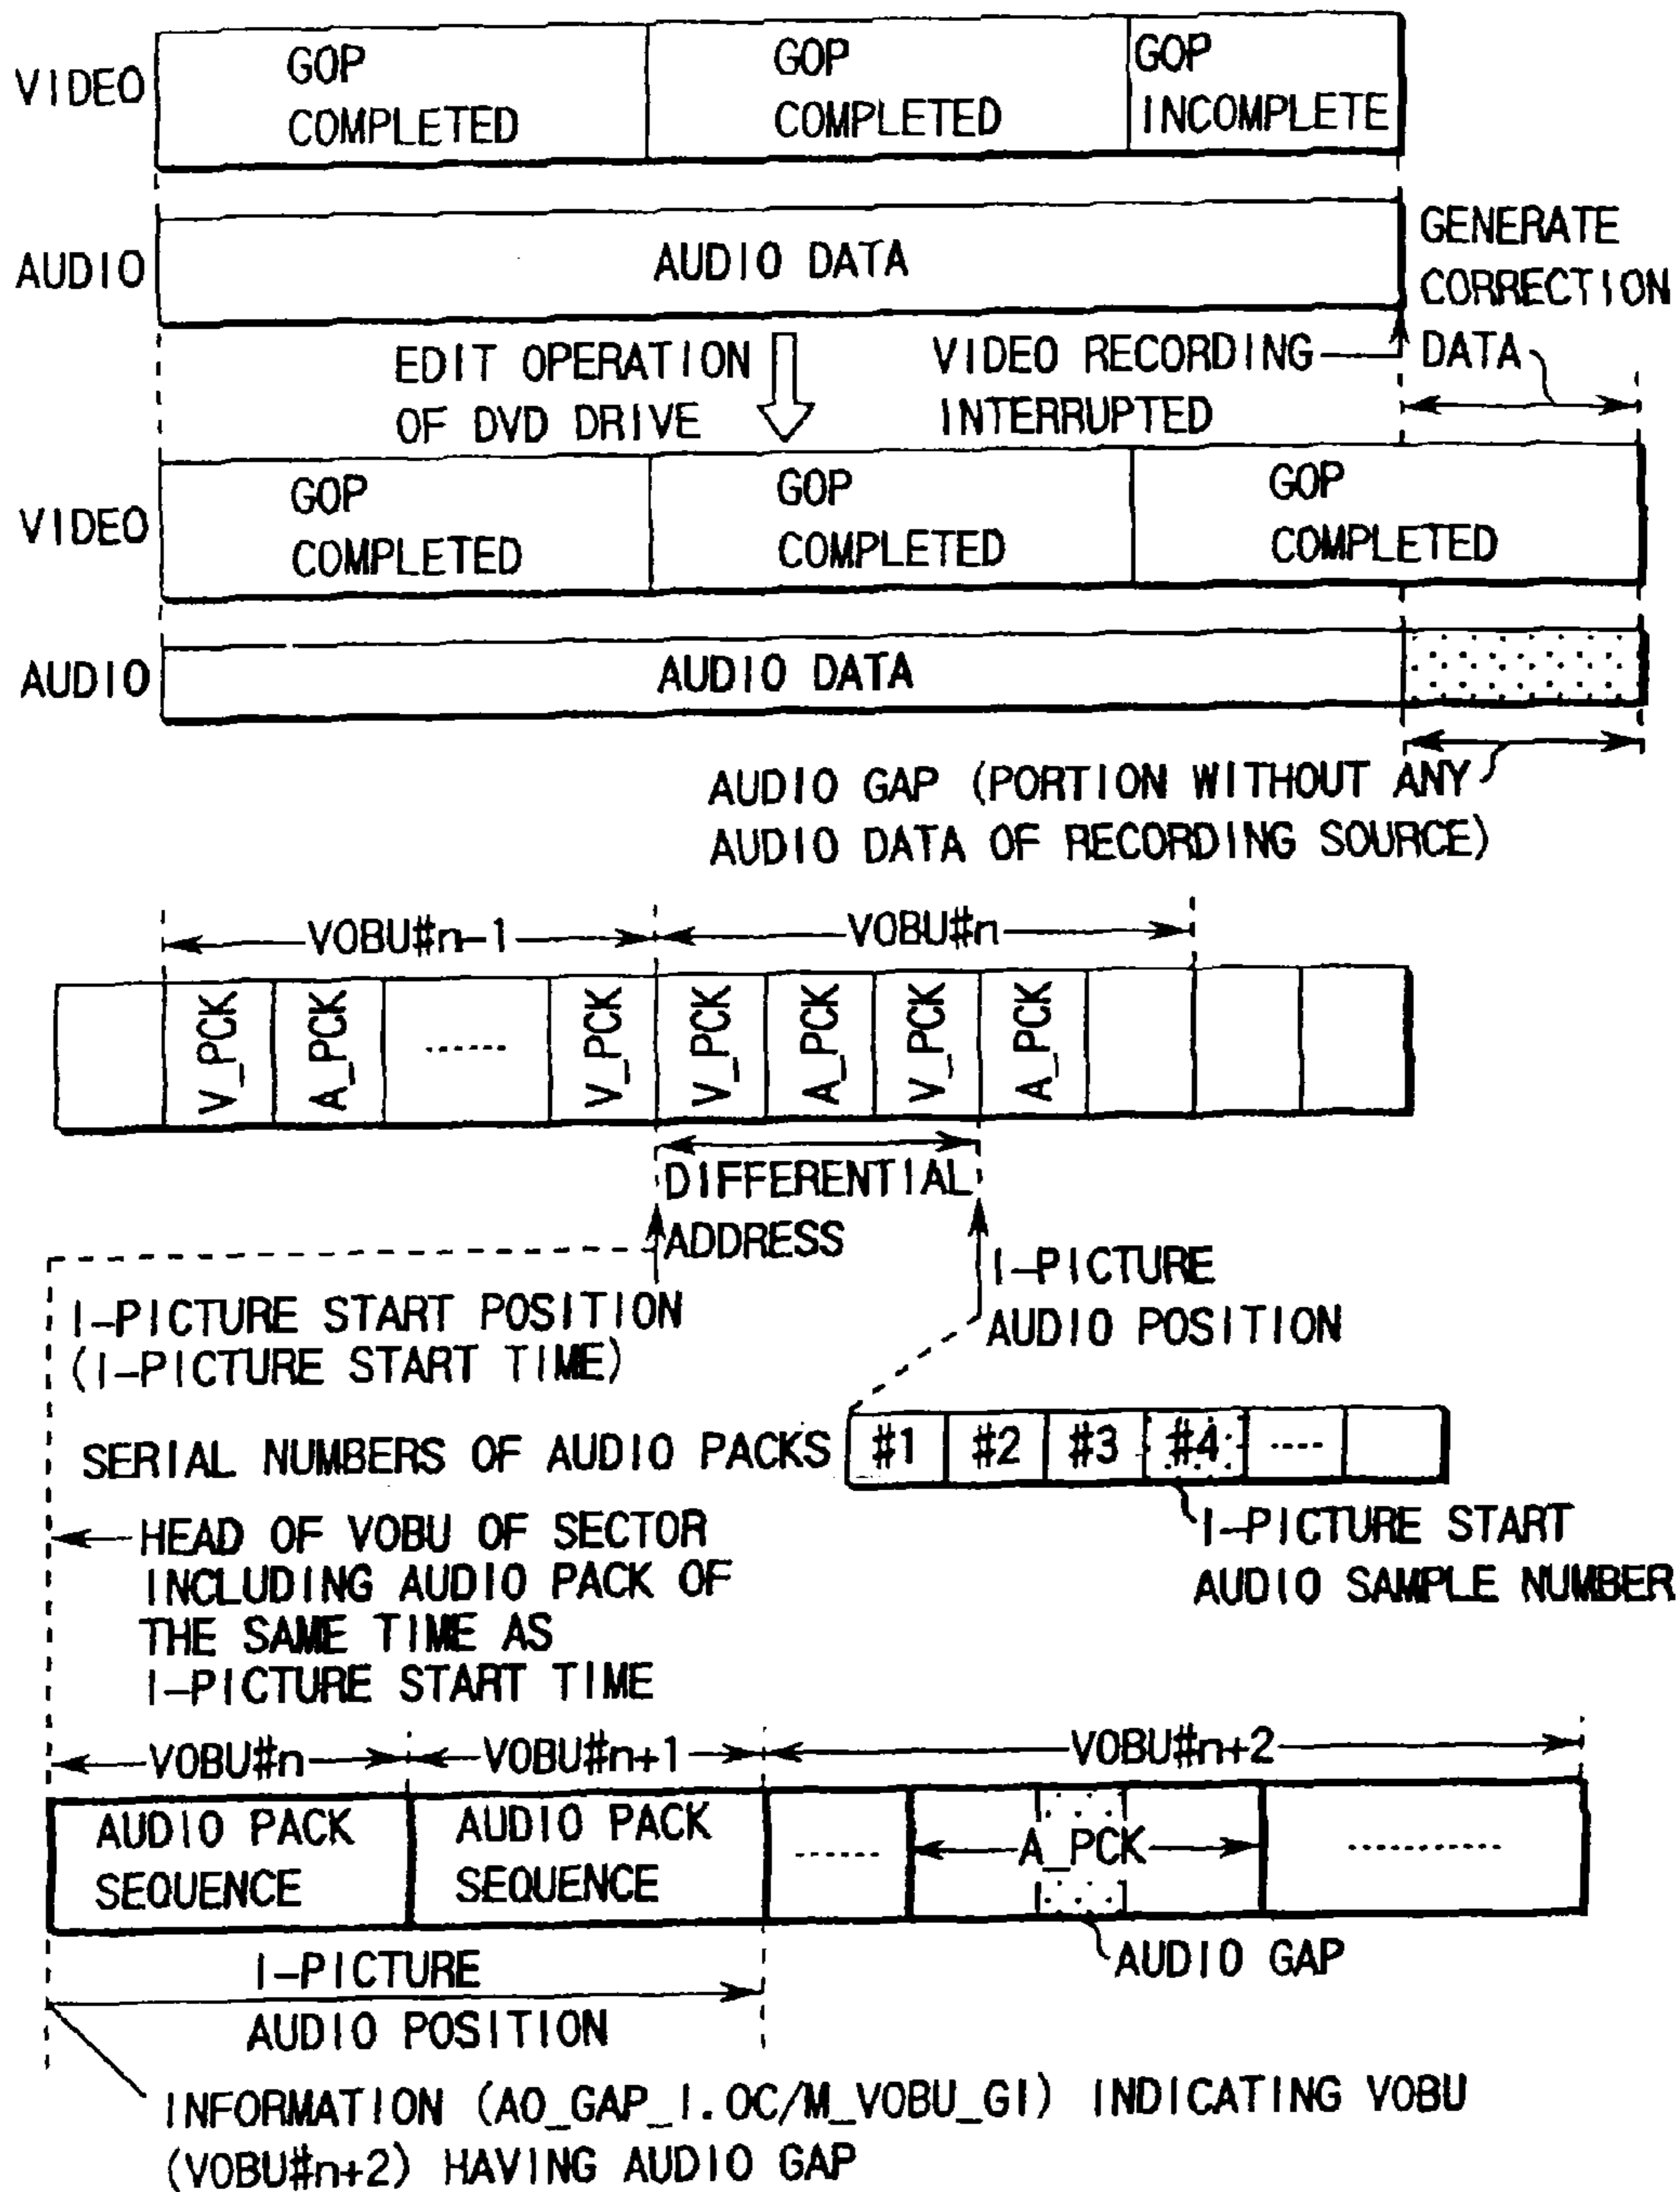 VIDEO
GOP
COMPLETED
GOP
COMPLETED
GOP
INCOMPLETE
AUDIO
AUDIO DATA
GENERATE
CORRECTION
DATA
EDIT OPERATION
OF DVD DRIVE
VIDEO RECORDING
INTERRUPTED
VIDEO
GOP
COMPLETED
GOP
COMPLETED
GOP
COMPLETED
AUDIO
AUDIO DATA
AUDIO GAP (PORTION WITHOUT ANY
AUDIO DATA OF RECORDING SOURCE)
VOBU#n-1
VOBU#n
V_PCK
A_PCK
......
V_PCK
V_PCK
A_PCK
V_PCK
A_PCK
DIFFERENTIAL
ADDRESS
I-PICTURE START POSITION
(I-PICTURE START TIME)
I-PICTURE
AUDIO POSITION
SERIAL NUMBERS OF AUDIO PACKS
#1
#2
#3
#4
----
I-PICTURE START
AUDIO SAMPLE NUMBER
HEAD OF VOBU OF SECTOR
INCLUDING AUDIO PACK OF
THE SAME TIME AS
I-PICTURE START TIME
VOBU#n
VOBU#n+1
VOBU#n+2
AUDIO PACK
SEQUENCE
AUDIO PACK
SEQUENCE
......
A_PCK
..........
AUDIO GAP
I-PICTURE
AUDIO POSITION
INFORMATION (A0_GAP_I.OC/M_VOBU_GI) INDICATING VOBU
(VOBU#n+2) HAVING AUDIO GAP